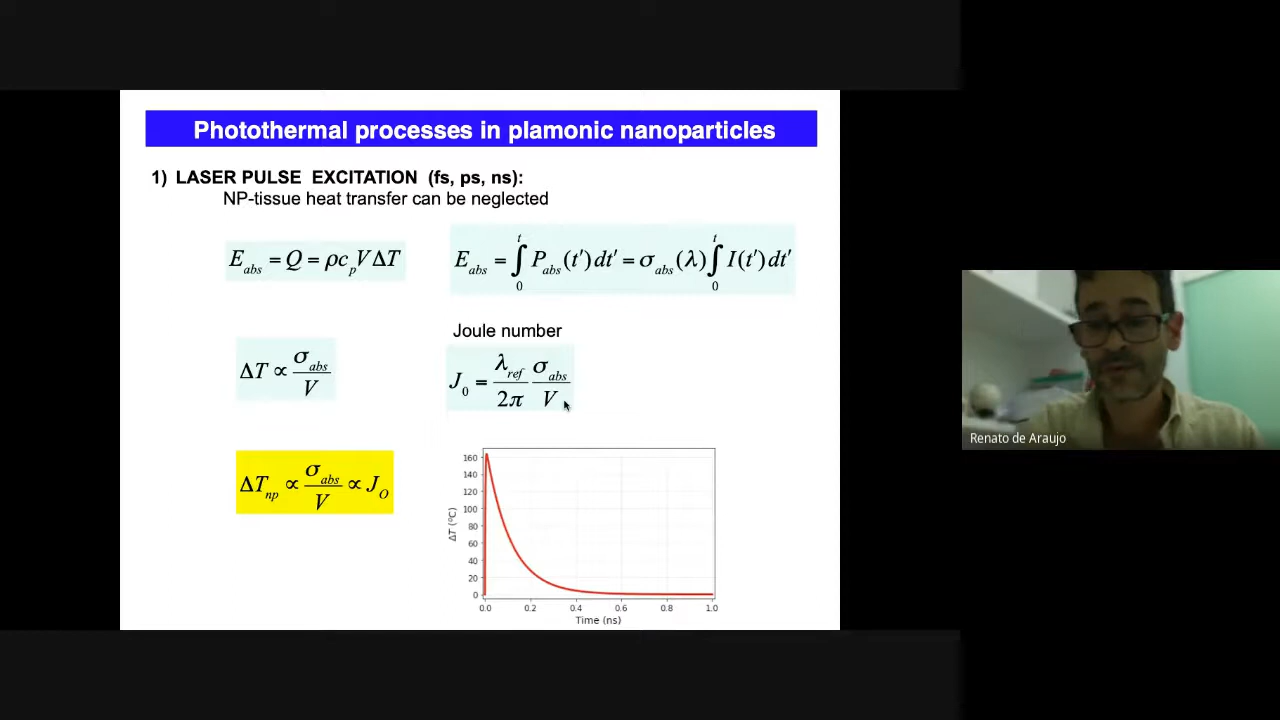 Photothermal processes in plamonic nanoparticles
1) LASER PULSE EXCITATION (fs, ps, ns):
NP-tissue heat transfer can be neglected
E_abs = Q = ρc_pVΔT
E_abs = ∫_0^t P_abs(t')dt' = σ_abs(λ)∫_0^t I(t')dt'
Joule number
ΔT ∝ σ_abs/V
J_0 = λ_ref/2π σ_abs/V
ΔT_np ∝ σ_abs/V ∝ J_O
160
140
120
100
80
60
40
20
0
ΔT (ºC)
0.0 0.2 0.4 0.6 0.8 1.0
Time (ns)
Renato de Araujo